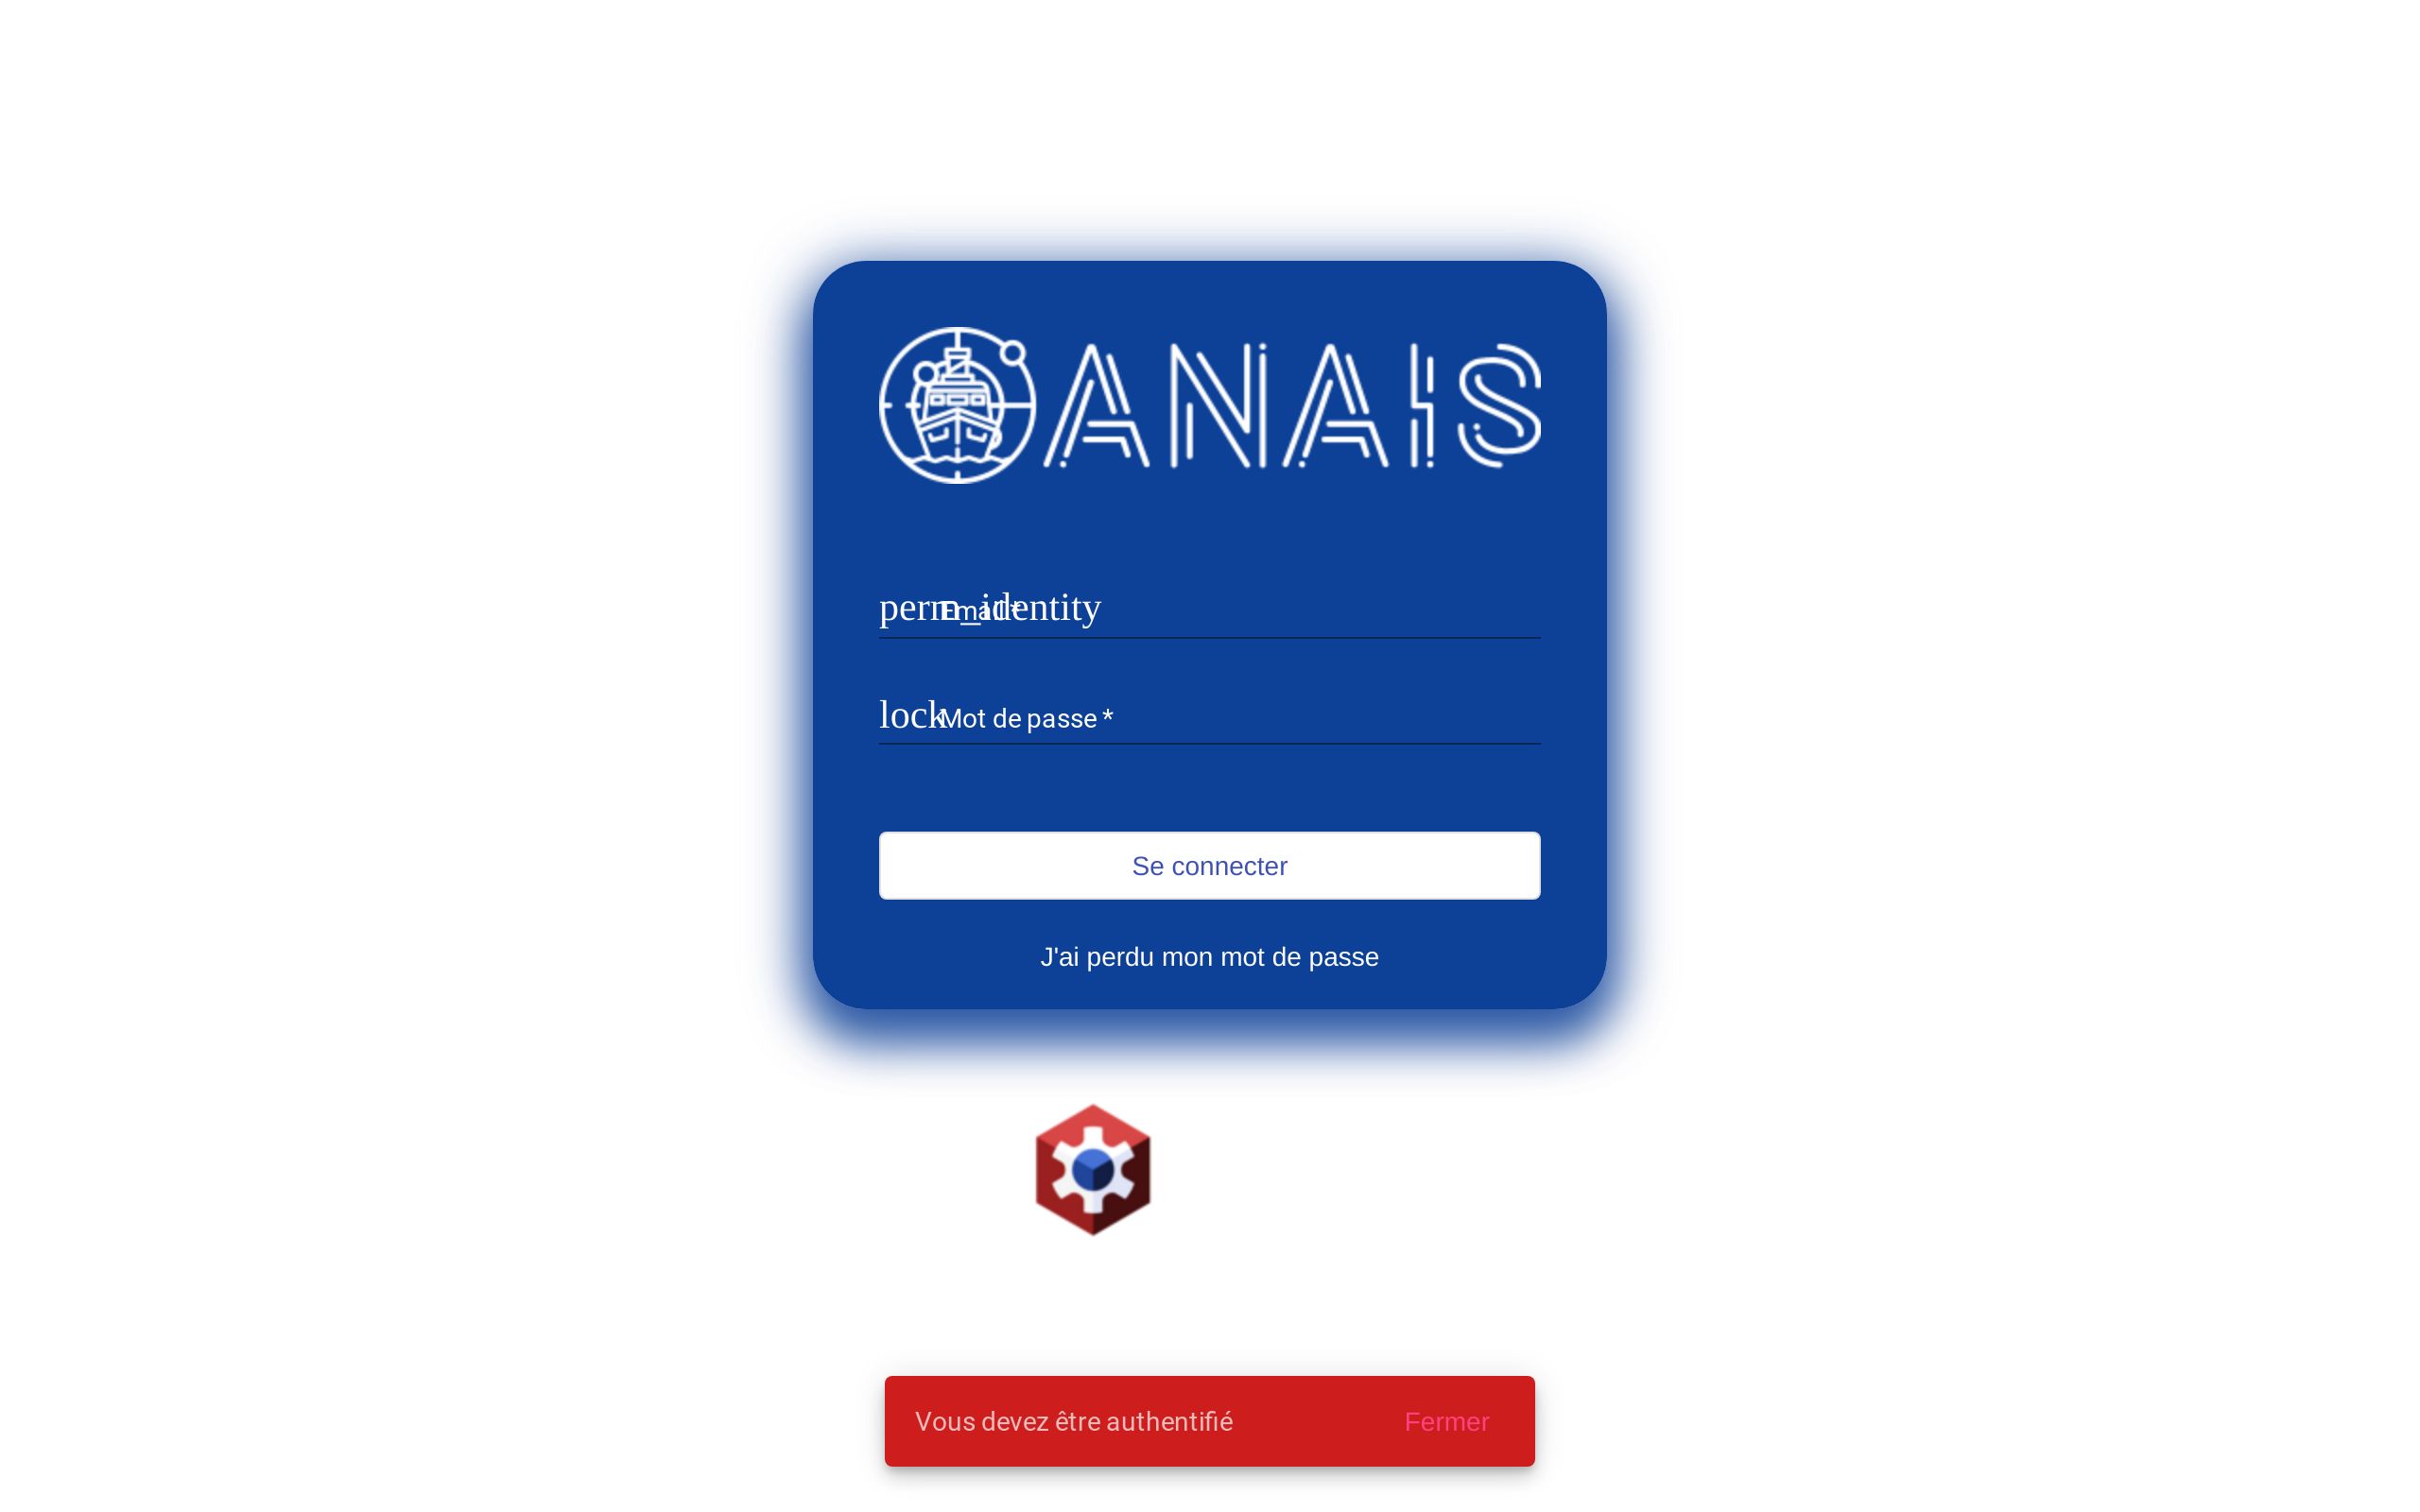 ANAIS
perm_identity
Email *
lock
Mot de passe *
Se connecter
J'ai perdu mon mot de passe
Vous devez être authentifié
Fermer